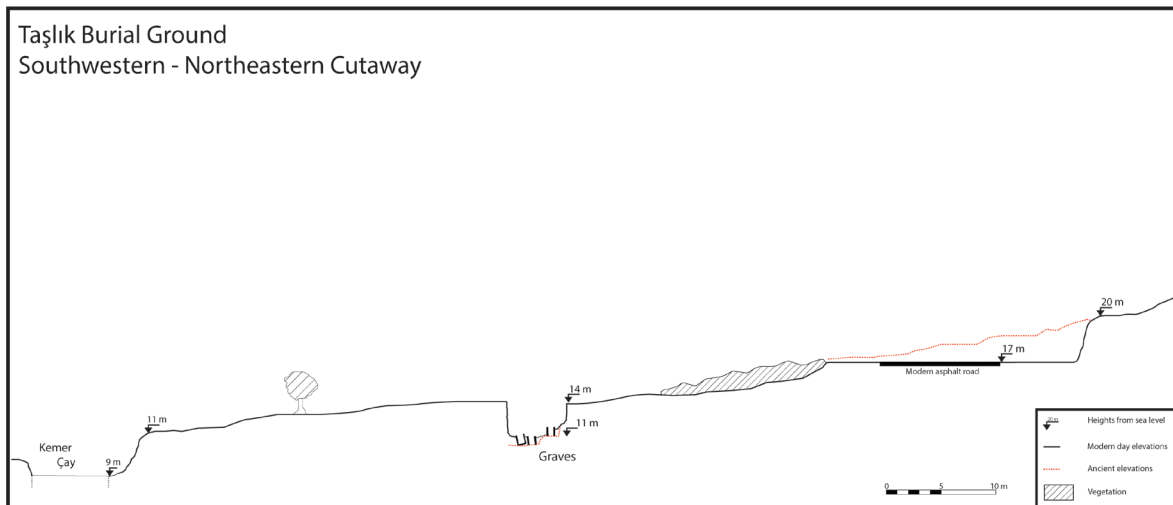 Taşlık Burial Ground
Southwestern - Northeastern Cutaway
20 m
17 m
Modern asphalt road
14 m
11 m
11 m
Graves
Kemer
Çay
9 m
0 5 10 m
Heights from sea level
Modern day elevations
Ancient elevations
Vegetation